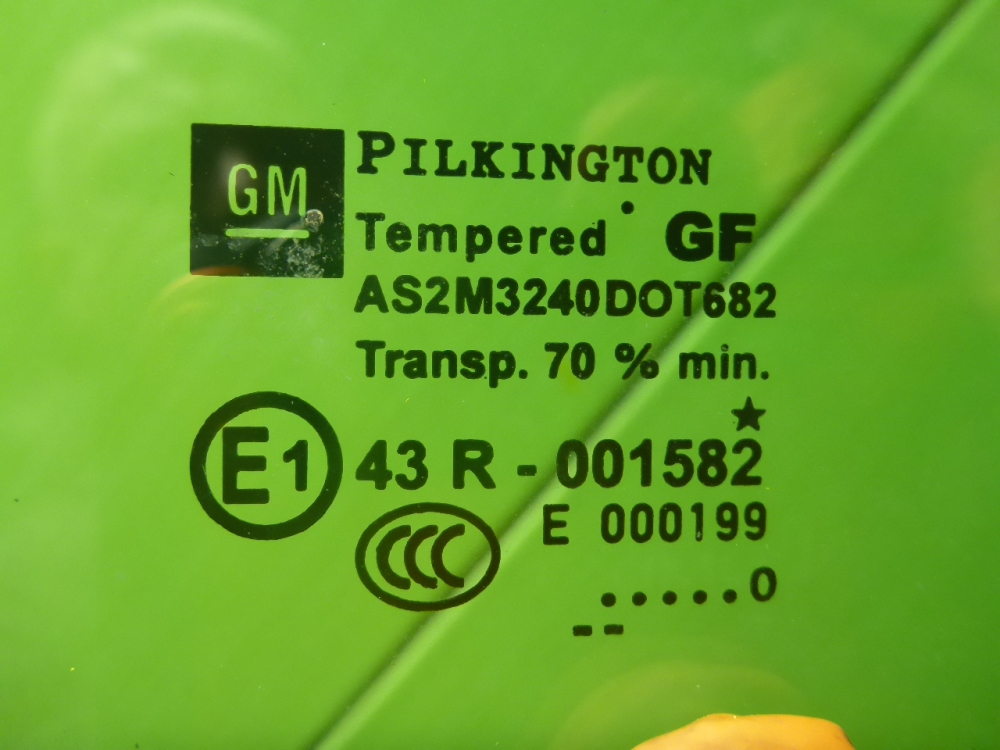 GM
PILKINGTON
Tempered GF
AS2M3240DOT682
Transp. 70 % min.
E1 43 R - 001582
CCC E 000199
.....0